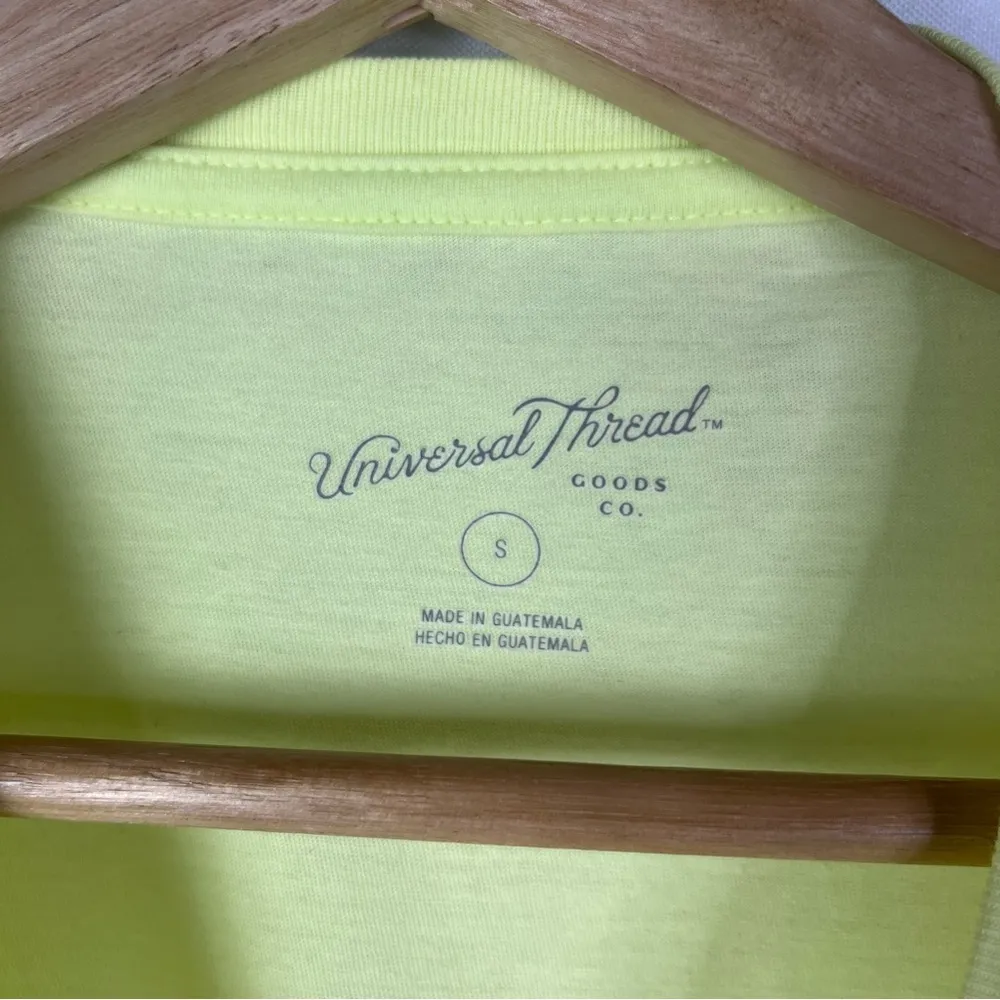 Universal Thread™
GOODS
CO.
S
MADE IN GUATEMALA
HECHO EN GUATEMALA